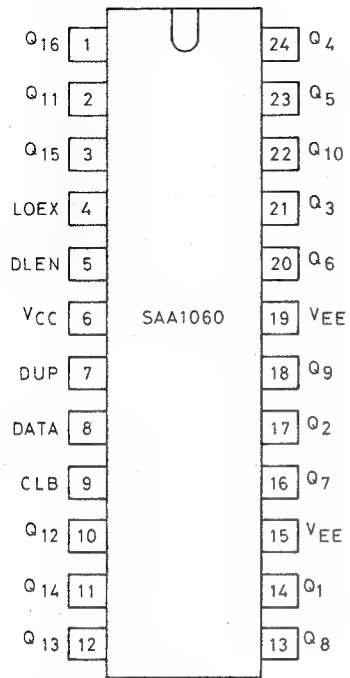 Q16 1 24 Q4
Q11 2 23 Q5
Q15 3 22 Q10
LOEX 4 21 Q3
DLEN 5 20 Q6
VCC 6 SAA1060 19 VEE
DUP 7 18 Q9
DATA 8 17 Q2
CLB 9 16 Q7
Q12 10 15 VEE
Q14 11 14 Q1
Q13 12 13 Q8